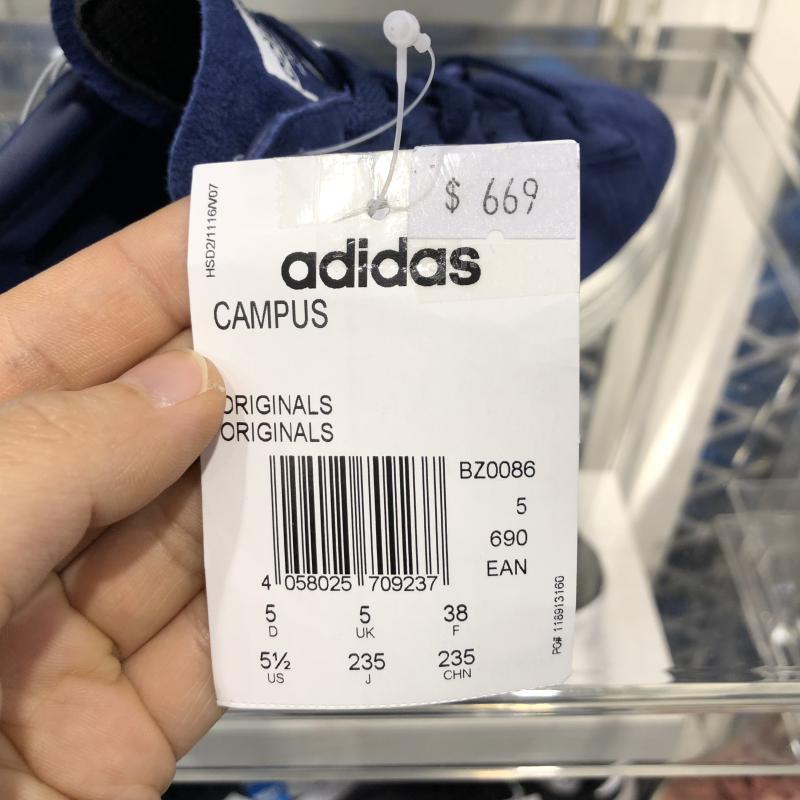 $ 669
HSD2/1116/V07
adidas
CAMPUS
ORIGINALS
ORIGINALS
BZ0086
5
690
EAN
4 058025 709237
5 5 38
D UK F
5½ 235 235
US J CHN
PO# 118913160